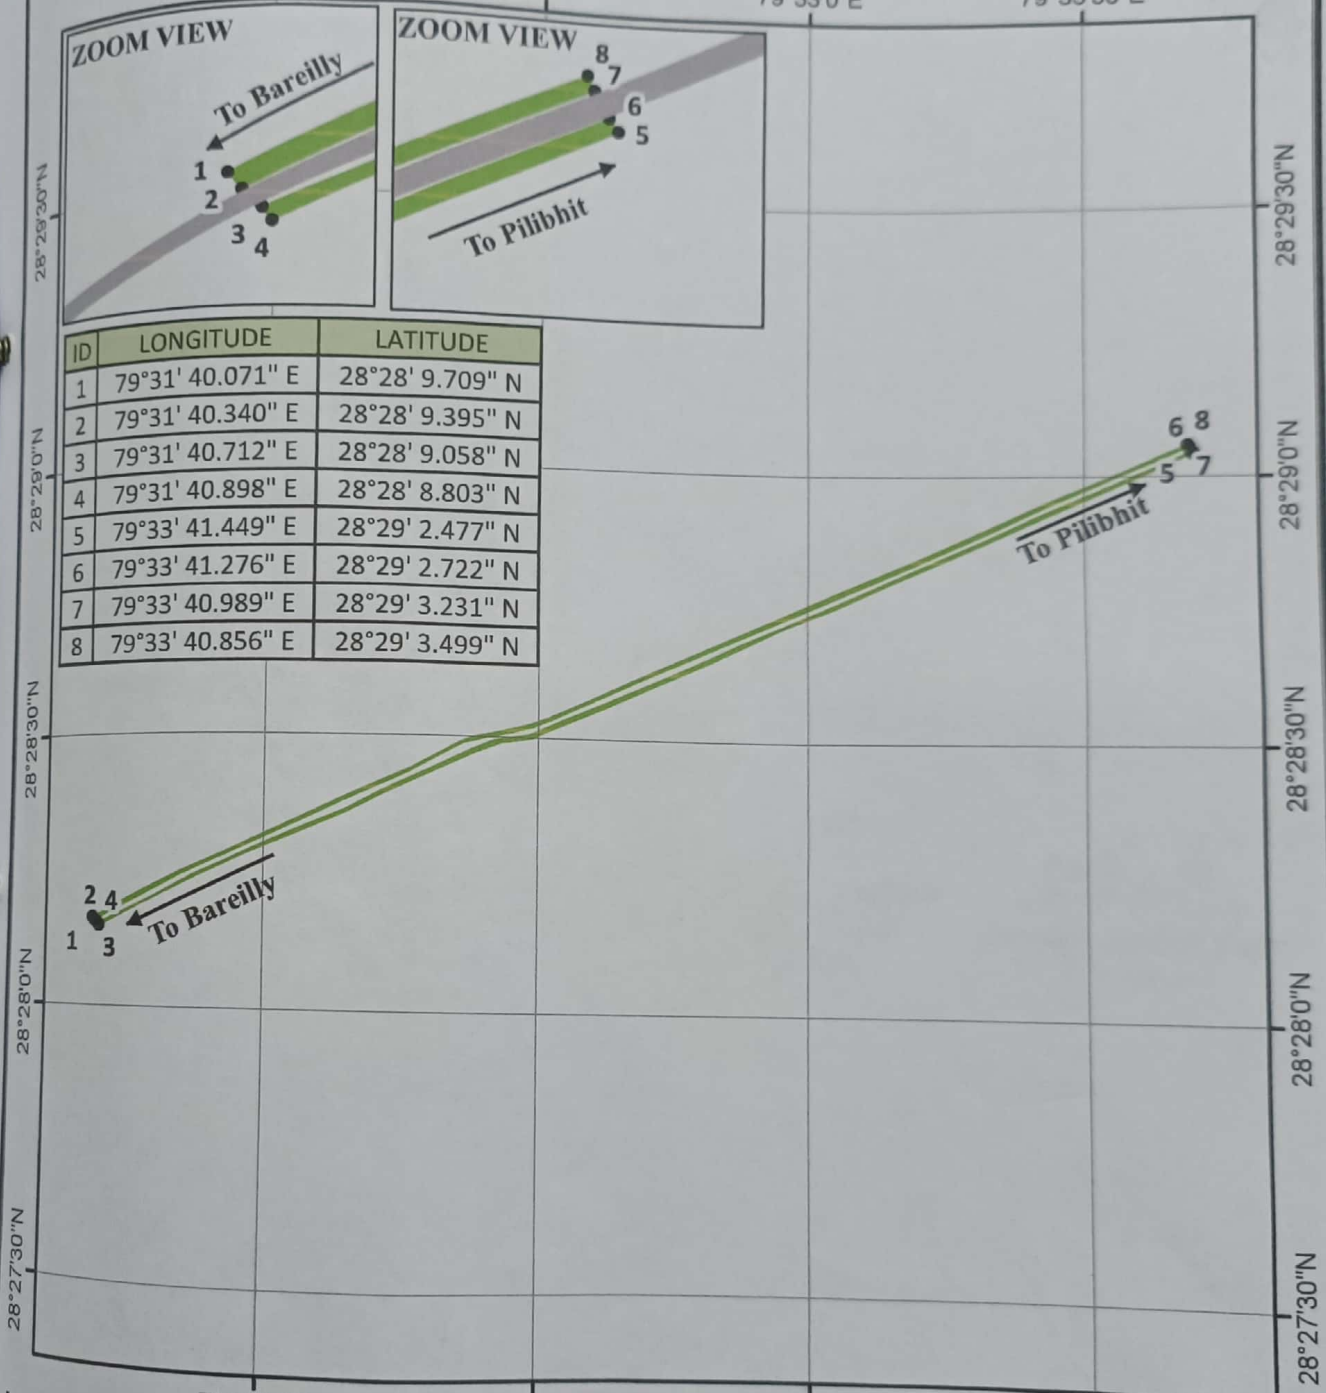 ZOOM VIEW
To Bareilly
1
2
3
4
ZOOM VIEW
8
7
6
5
To Pilibhit
ID LONGITUDE LATITUDE
1 79°31' 40.071" E 28°28' 9.709" N
2 79°31' 40.340" E 28°28' 9.395" N
3 79°31' 40.712" E 28°28' 9.058" N
4 79°31' 40.898" E 28°28' 8.803" N
5 79°33' 41.449" E 28°29' 2.477" N
6 79°33' 41.276" E 28°29' 2.722" N
7 79°33' 40.989" E 28°29' 3.231" N
8 79°33' 40.856" E 28°29' 3.499" N
6 8
5 7
To Pilibhit
2 4
1 3
To Bareilly
28°29'30"N
28°29'0"N
28°28'30"N
28°28'0"N
28°27'30"N
28°29'30"N
28°29'0"N
28°28'30"N
28°28'0"N
28°27'30"N